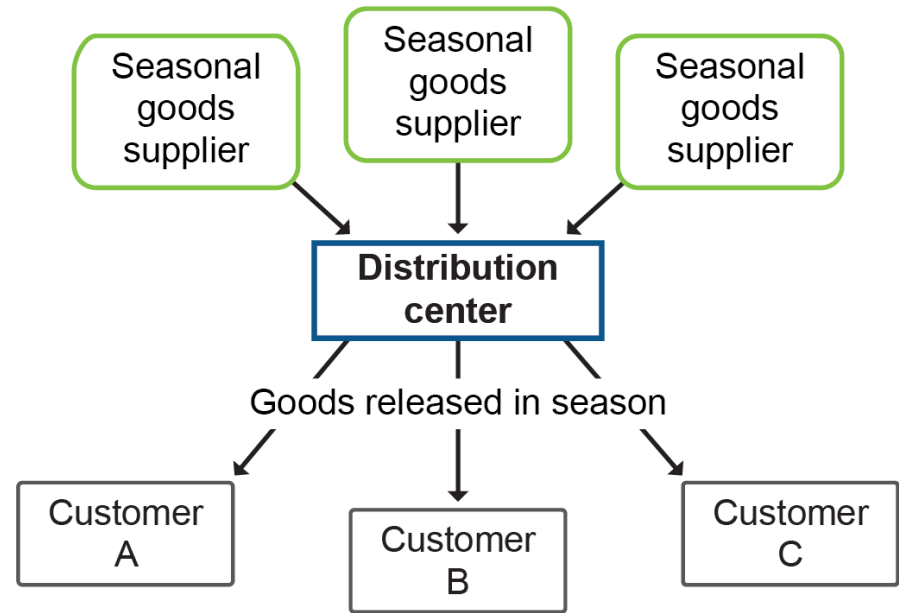 Seasonal
goods
supplier
Seasonal
goods
supplier
Seasonal
goods
supplier
Distribution
center
Goods released in season
Customer
A
Customer
B
Customer
C